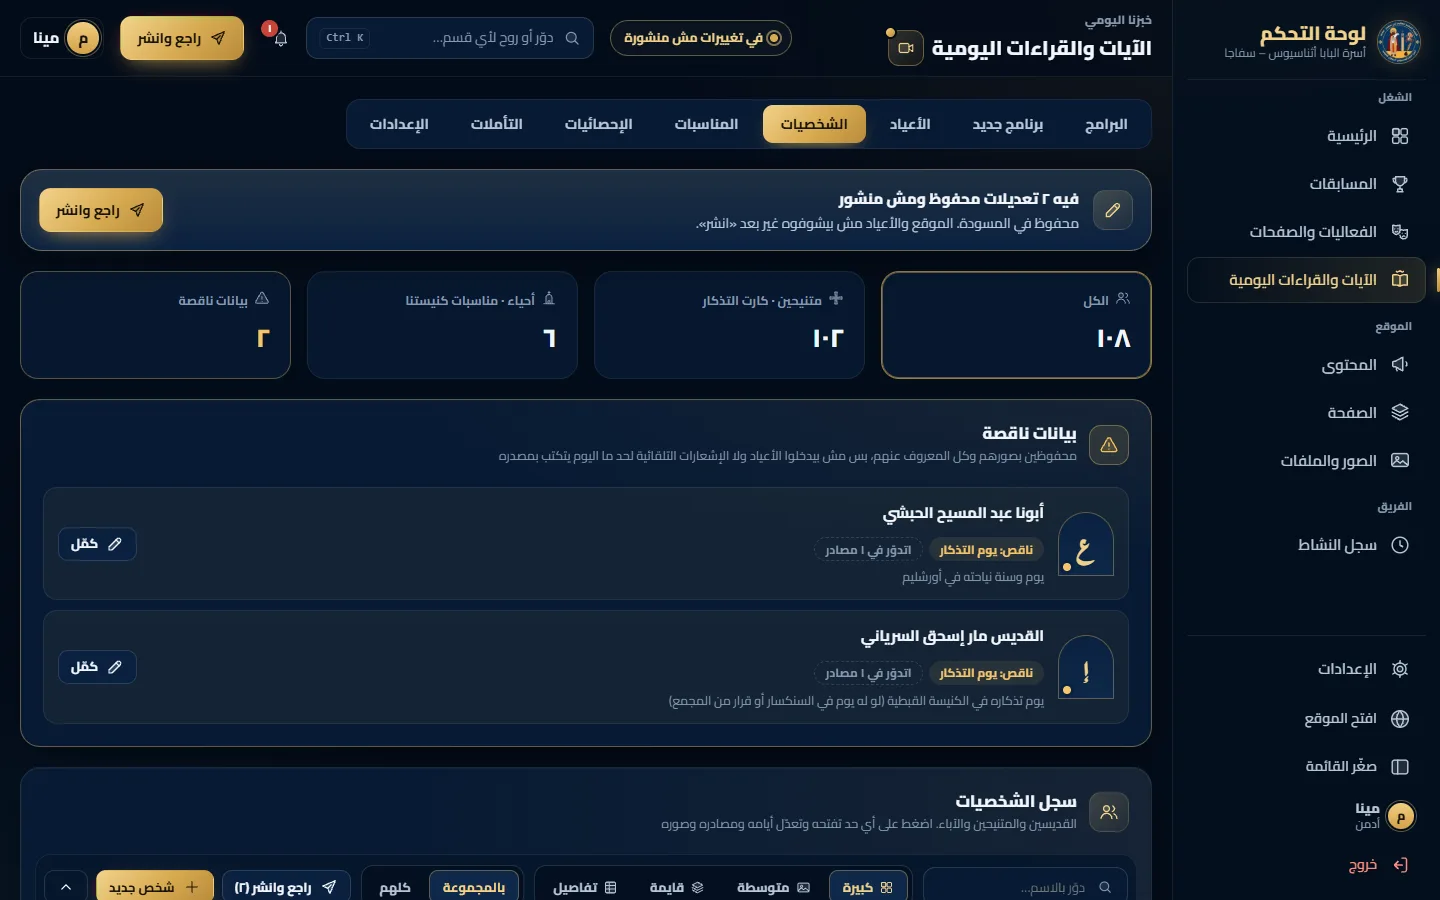 لوحة التحكم
أسرة البابا أثناسيوس – سفاجا
الشغل
الرئيسية
المسابقات
الفعاليات والصفحات
الآيات والقراءات اليومية
الموقع
المحتوى
الصفحة
الصور والملفات
الفريق
سجل النشاط
الإعدادات
افتح الموقع
صغّر القائمة
م
مينا
أدمن
خروج
خبزنا اليومي
الآيات والقراءات اليومية
في تغييرات مش منشورة
دوّر أو روح لأي قسم...
Ctrl K
١
راجع وانشر
م
مينا
البرامج
برنامج جديد
الأعياد
الشخصيات
المناسبات
الإحصائيات
التأملات
الإعدادات
فيه ٢ تعديلات محفوظ ومش منشور
محفوظ في المسودة. الموقع والأعياد مش بيشوفوه غير بعد «انشر».
راجع وانشر
الكل
١٠٨
متنيحين · كارت التذكار
١٠٢
أحياء · مناسبات كنيستنا
٦
بيانات ناقصة
٢
بيانات ناقصة
محفوظين بصورهم وكل المعروف عنهم، بس مش بيدخلوا الأعياد ولا الإشعارات التلقائية لحد ما اليوم يتكتب بمصدره
ع
أبونا عبد المسيح الحبشي
ناقص: يوم التذكار
اتدوّر في ١ مصادر
يوم وسنة نياحته في أورشليم
كمّل
إ
القديس مار إسحق السرياني
ناقص: يوم التذكار
اتدوّر في ١ مصادر
يوم تذكاره في الكنيسة القبطية (لو له يوم في السنكسار أو قرار من المجمع)
كمّل
سجل الشخصيات
القديسين والمتنيحين والآباء. اضغط على أي حد تفتحه وتعدّل أيامه ومصادره وصوره
دوّر بالاسم...
كبيرة
متوسطة
قايمة
تفاصيل
بالمجموعة
كلهم
راجع وانشر (٢)
شخص جديد